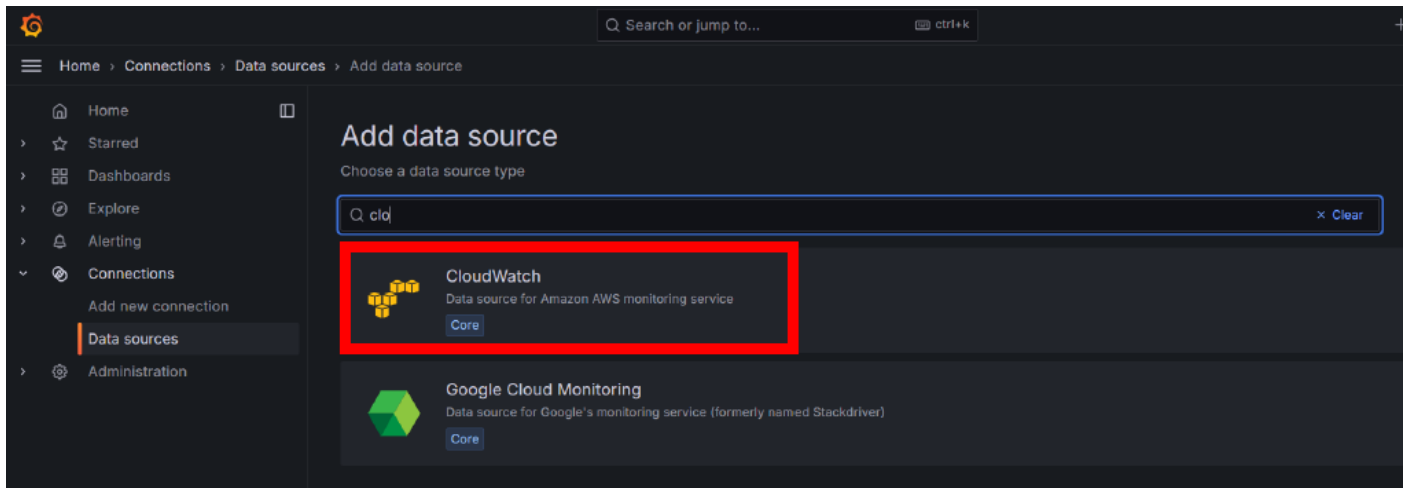 Search or jump to...
ctrl+k
Home › Connections › Data sources › Add data source
Home
Starred
Dashboards
Explore
Alerting
Connections
Add new connection
Data sources
Administration
Add data source
Choose a data source type
clo
× Clear
CloudWatch
Data source for Amazon AWS monitoring service
Core
Google Cloud Monitoring
Data source for Google's monitoring service (formerly named Stackdriver)
Core